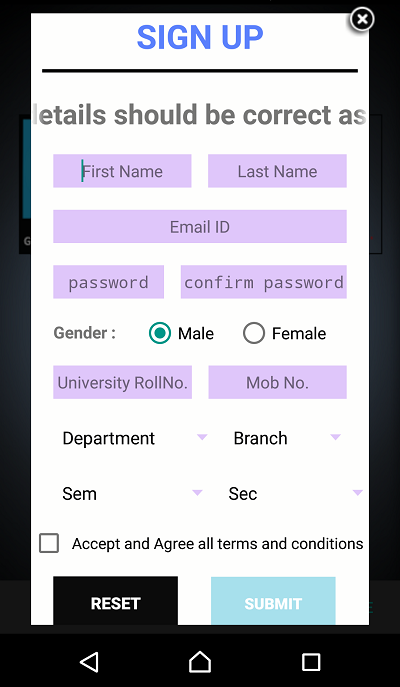 SIGN UP
details should be correct as
First Name Last Name
Email ID
password confirm password
Gender : Male Female
University RollNo. Mob No.
Department Branch
Sem Sec
Accept and Agree all terms and conditions
RESET SUBMIT